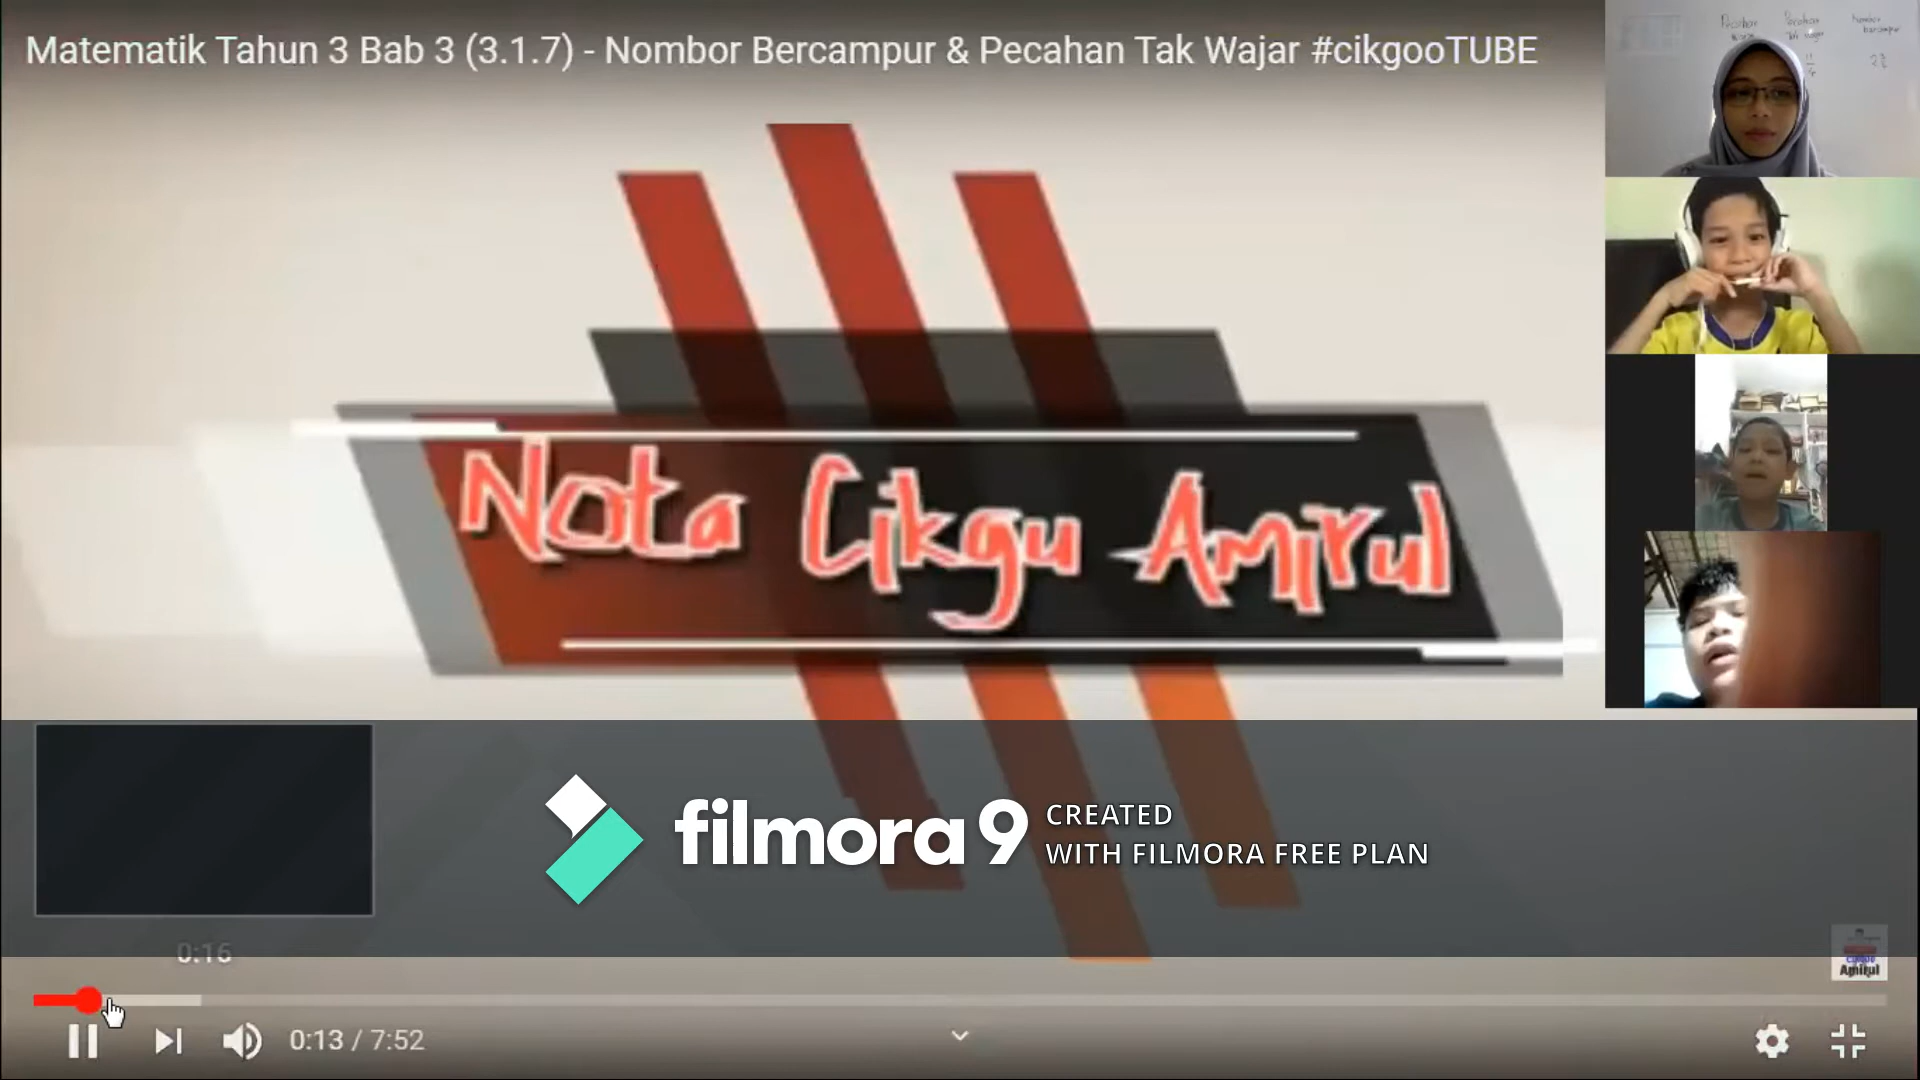 Matematik Tahun 3 Bab 3 (3.1.7) - Nombor Bercampur & Pecahan Tak Wajar #cikgooTUBE
Nota Cikgu Amirul
filmora 9
CREATED
WITH FILMORA FREE PLAN
0:16
Amirul
0:13 / 7:52